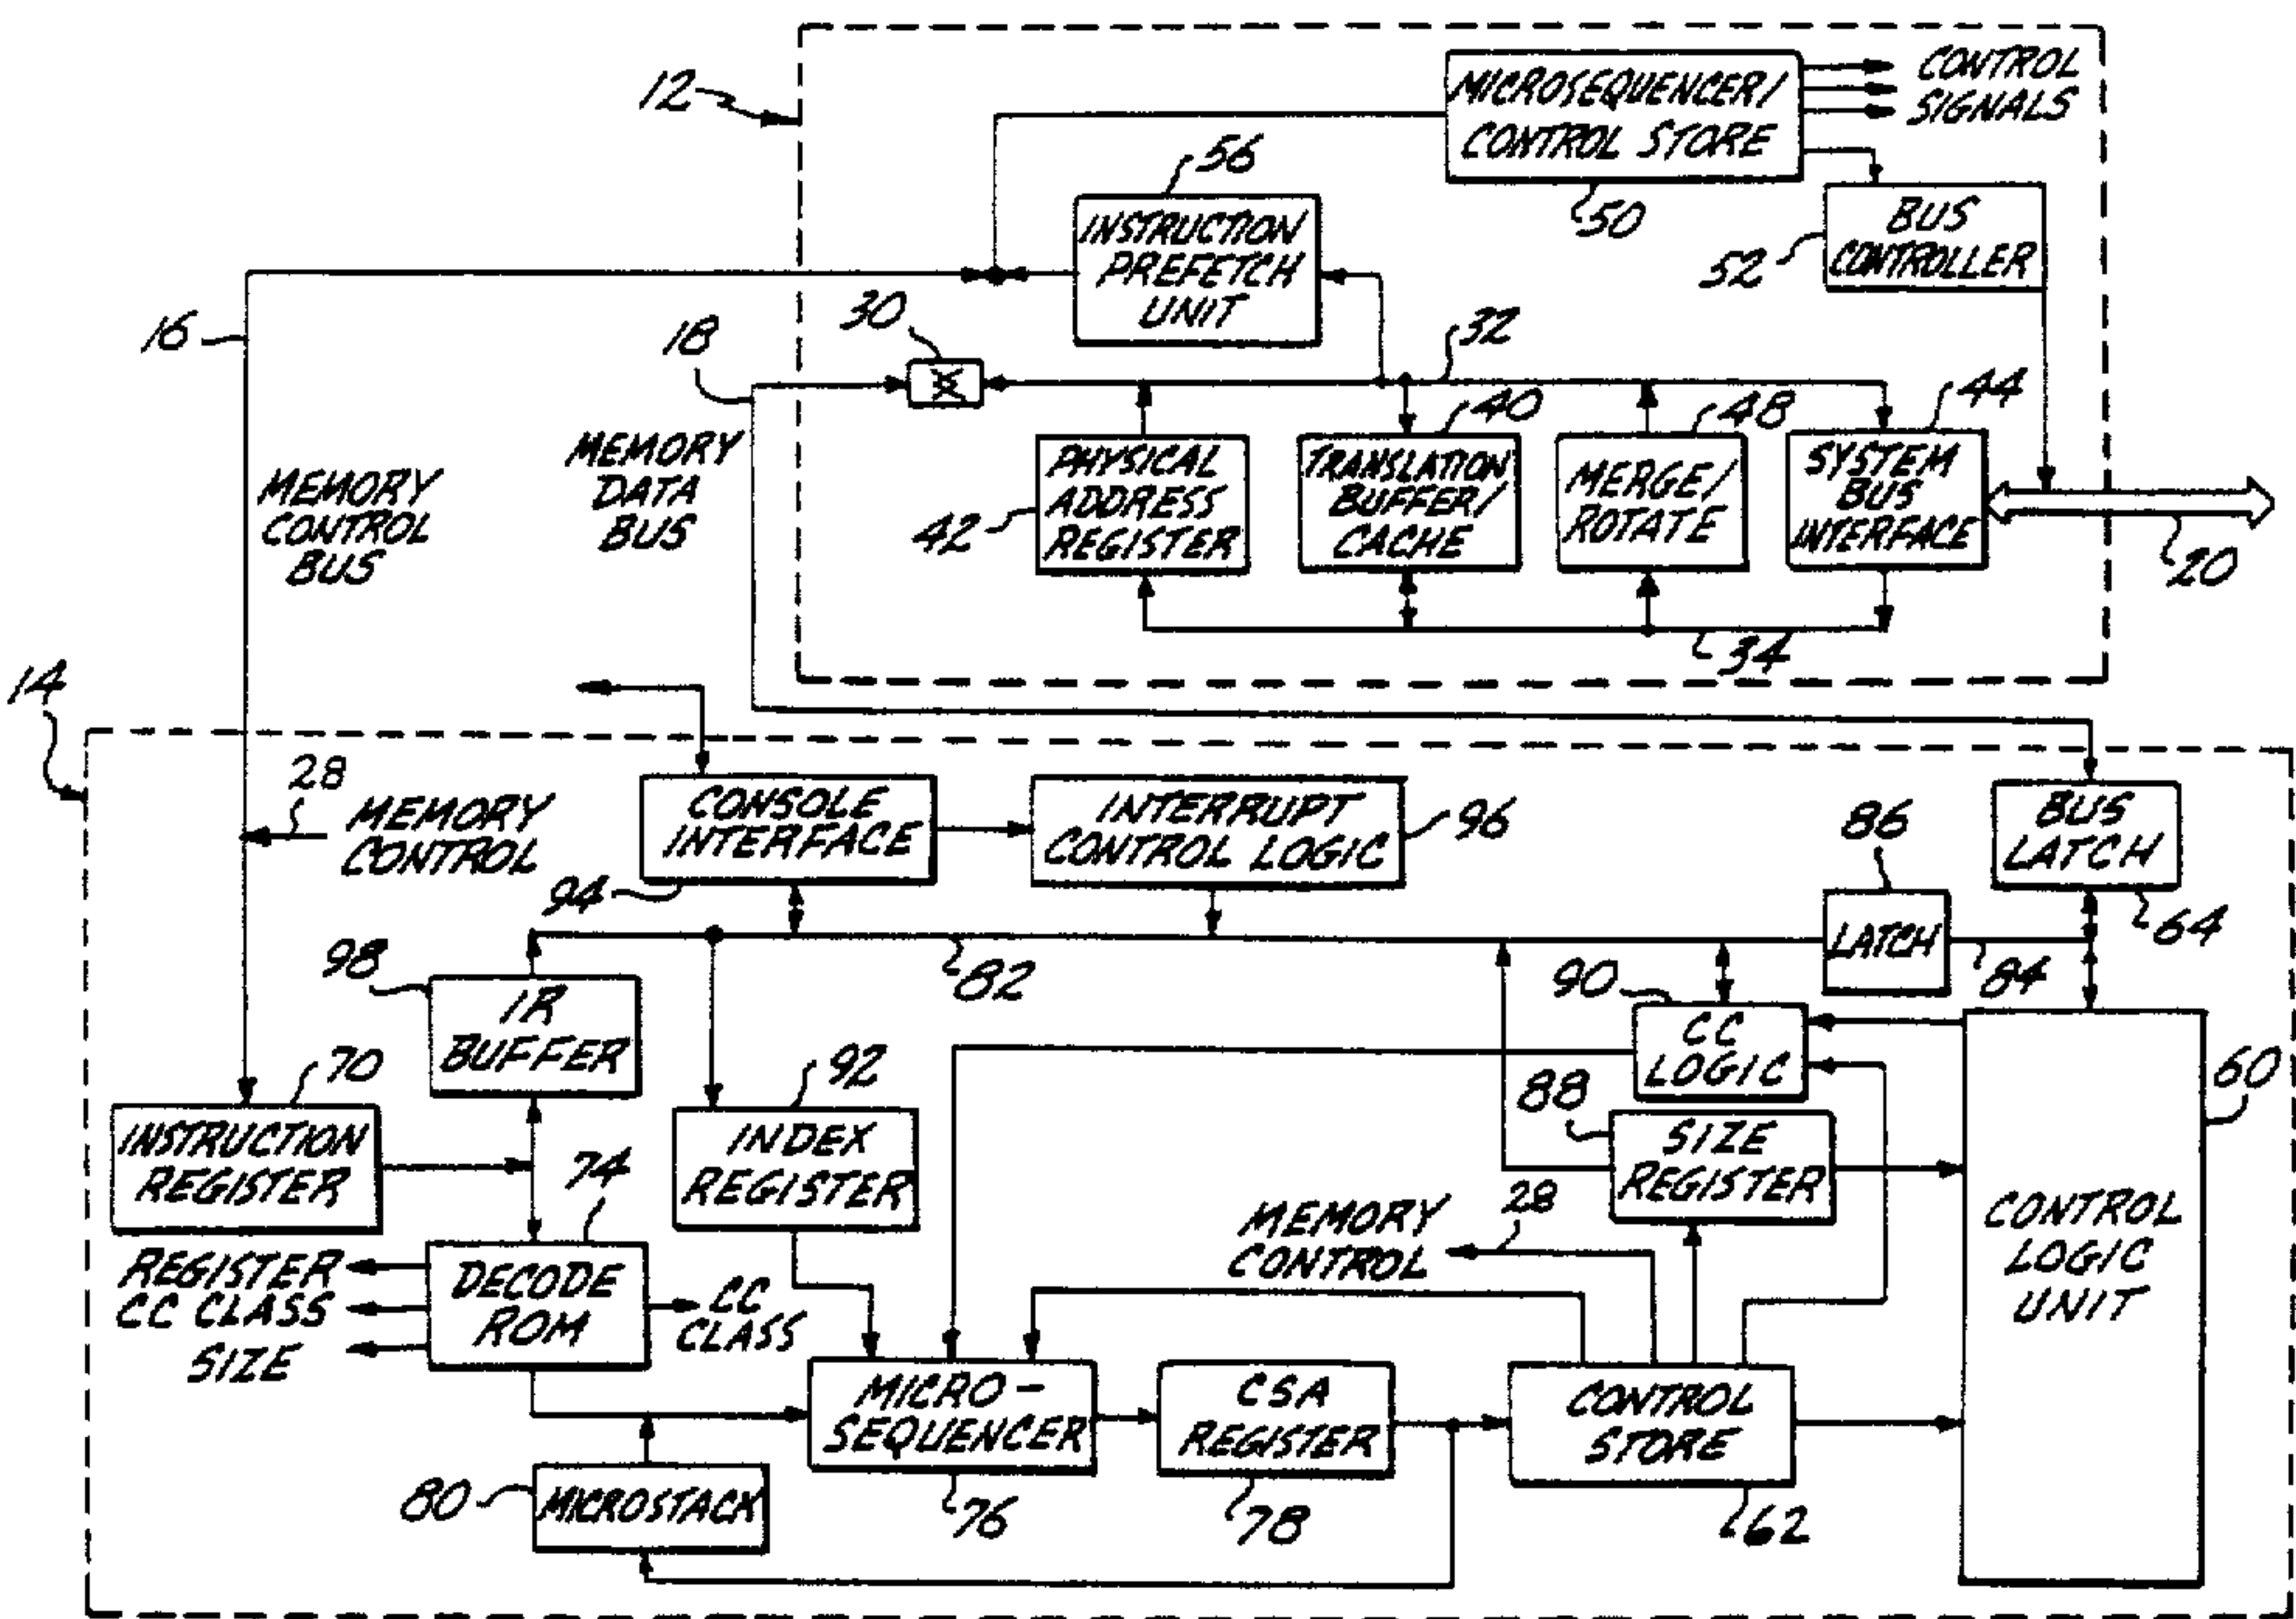 12
MICROSEQUENCER/
CONTROL STORE
CONTROL
SIGNALS
50
56
INSTRUCTION
PREFETCH
UNIT
BUS
CONTROLLER
52
16
18
30
32
MEMORY
CONTROL
BUS
MEMORY
DATA
BUS
42
PHYSICAL
ADDRESS
REGISTER
40
TRANSLATION
BUFFER/
CACHE
48
MERGE/
ROTATE
44
SYSTEM
BUS
INTERFACE
20
34
14
28
MEMORY
CONTROL
CONSOLE
INTERFACE
94
INTERRUPT
CONTROL LOGIC
96
86
LATCH
BUS
LATCH
64
84
82
98
IR
BUFFER
90
CC
LOGIC
70
INSTRUCTION
REGISTER
92
INDEX
REGISTER
88
SIZE
REGISTER
60
CONTROL
LOGIC
UNIT
74
DECODE
ROM
REGISTER
CC CLASS
SIZE
CC
CLASS
MEMORY
CONTROL
28
MICRO-
SEQUENCER
76
CSA
REGISTER
78
CONTROL
STORE
62
80
MICROSTACK